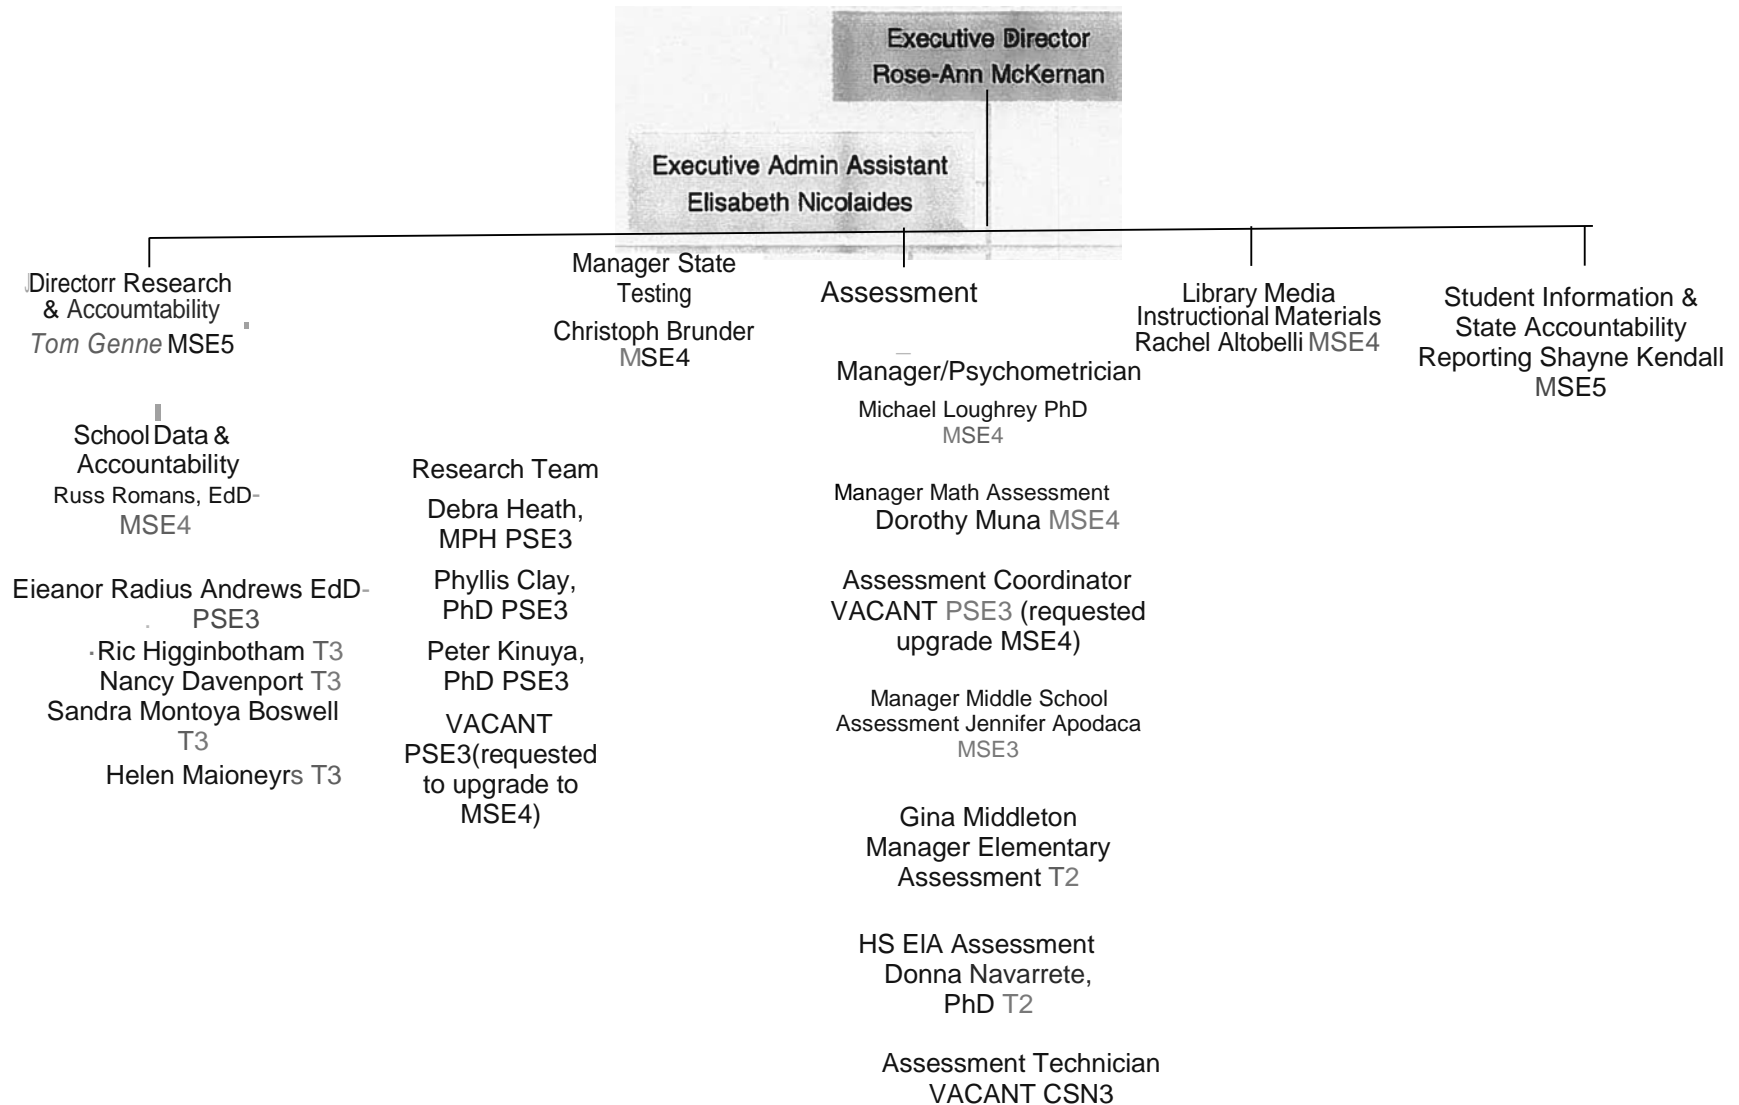 Executive Director
Rose-Ann McKernan
Executive Admin Assistant
Elisabeth Nicolaides
Directorr Research
& Accoumtability
Tom Genne MSE5
School Data &
Accountability
Russ Romans, EdD-
MSE4
Eieanor Radius Andrews EdD-
PSE3
Ric Higginbotham T3
Nancy Davenport T3
Sandra Montoya Boswell
T3
Helen Maioneyrs T3
Research Team
Debra Heath,
MPH PSE3
Phyllis Clay,
PhD PSE3
Peter Kinuya,
PhD PSE3
VACANT
PSE3(requested
to upgrade to
MSE4)
Manager State
Testing
Christoph Brunder
MSE4
Assessment
Manager/Psychometrician
Michael Loughrey PhD
MSE4
Manager Math Assessment
Dorothy Muna MSE4
Assessment Coordinator
VACANT PSE3 (requested
upgrade MSE4)
Manager Middle School
Assessment Jennifer Apodaca
MSE3
Gina Middleton
Manager Elementary
Assessment T2
HS ElA Assessment
Donna Navarrete,
PhD T2
Assessment Technician
VACANT CSN3
Library Media
Instructional Materials
Rachel Altobelli MSE4
Student Information &
State Accountability
Reporting Shayne Kendall
MSE5